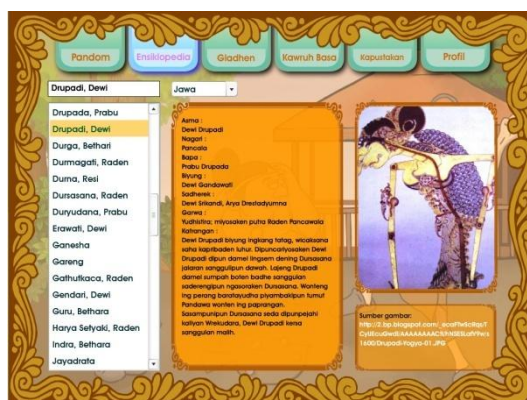 Pandom
Ensiklopedia
Gladhen
Kawruh Basa
Kapustakan
Profil
Drupadi, Dewi
Jawa
Drupada, Prabu
Drupadi, Dewi
Durga, Bethari
Durmagati, Raden
Durna, Resi
Dursasana, Raden
Duryudana, Prabu
Erawati, Dewi
Ganesha
Gareng
Gathutkaca, Raden
Gendari, Dewi
Guru, Bethara
Harya Setyaki, Raden
Indra, Bethara
Jayadrata
Asma :
Dewi Drupadi
Nagari :
Pancala
Bapa :
Prabu Drupada
Biyung :
Dewi Gandawati
Sadherek :
Dewi Srikandi, Arya Drestadyumna
Garwa :
Yudhistira; miyosaken putra Raden Pancawala
Katrangan :
Dewi Drupadi biyung ingkang tatag, wicaksana
saha kapribaden luhur. Dipuncariyosaken Dewi
Drupadi dipun damel lingsem dening Dursasana
jalaran sanggulipun dawah. Lajeng Drupadi
damel sumpah boten badhe sanggulan
saderengipun ngasoraken Dursasana. Wonteng
ing perang baratayudha piyambakipun tumut
Pandawa wonten ing paprangan.
Sasampunipun Dursasana seda dipunpejahi
kaliyan Wrekudara, Dewi Drupadi kersa
sanggulan malih.
Sumber gambar: